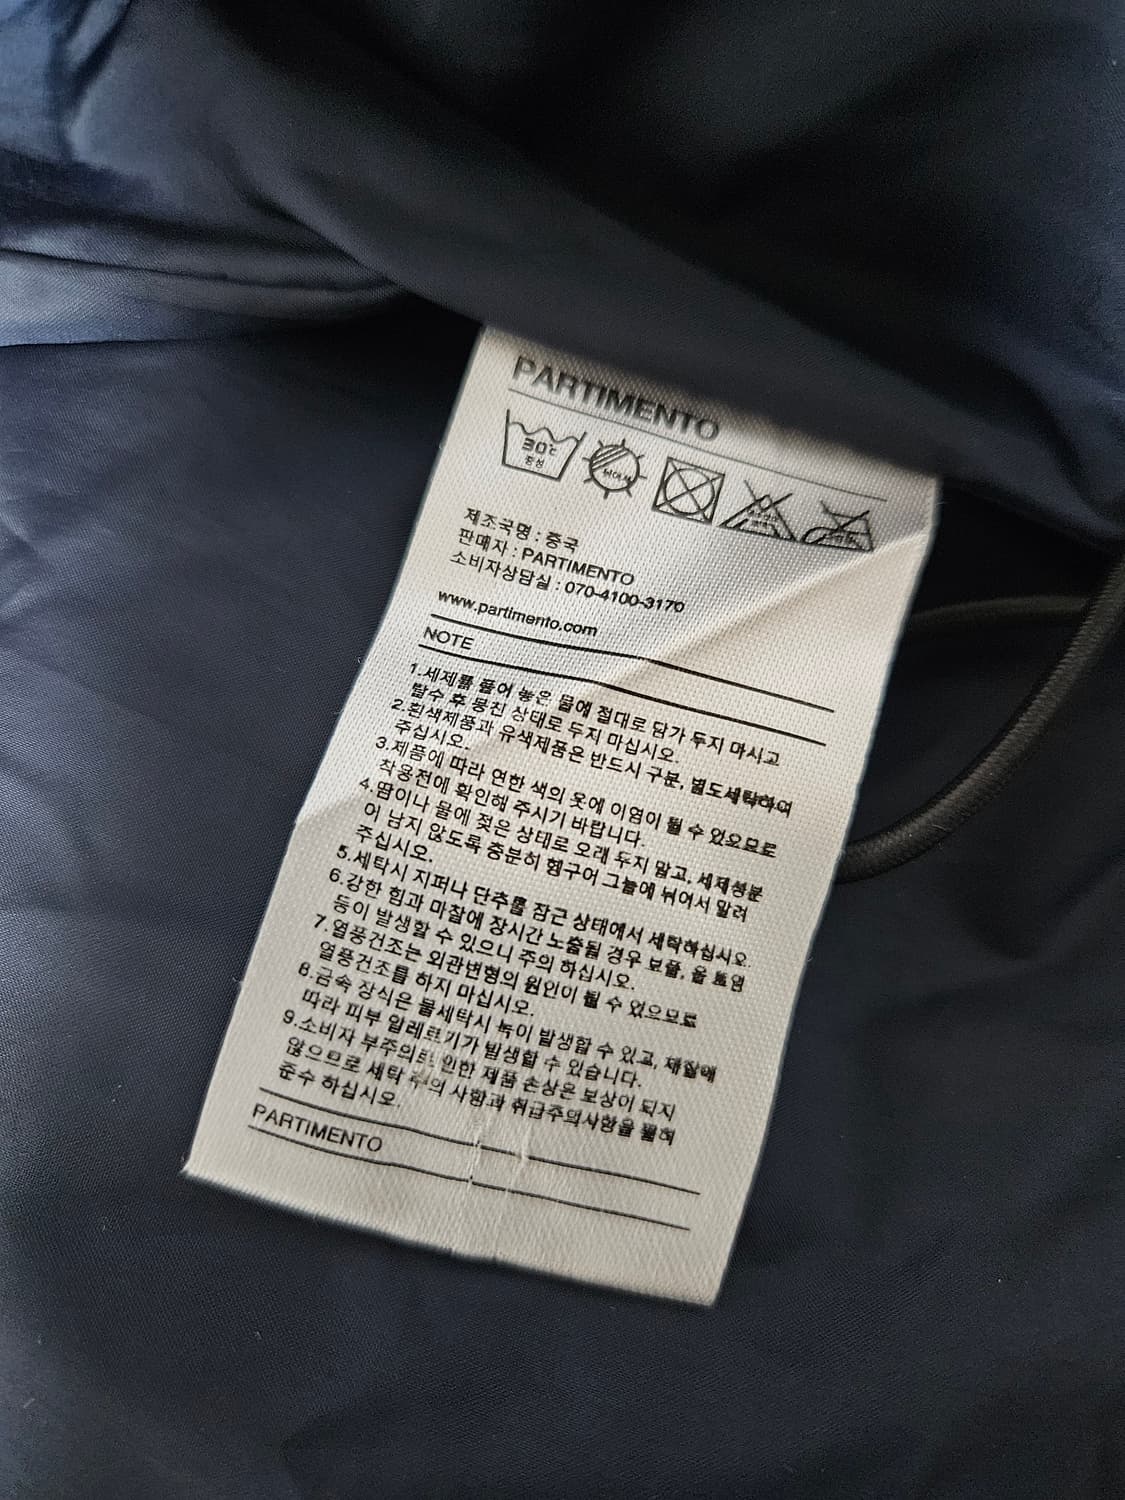 PARTIMENTO
30℃
중성
뉘어서
제조국명 : 중국
판매자 : PARTIMENTO
소비자상담실 : 070-4100-3170
www.partimento.com
NOTE
1.세제를 풀어 놓은 물에 절대로 담가 두지 마시고
탈수 후 뭉친 상태로 두지 마십시오.
2.흰색제품과 유색제품은 반드시 구분, 별도세탁하여
주십시오.
3.제품에 따라 연한 색의 옷에 이염이 될 수 있으므로
착용전에 확인해 주시기 바랍니다.
4.땀이나 물에 젖은 상태로 오래 두지 말고, 세제성분
이 남지 않도록 충분히 헹구어 그늘에 뉘어서 말려
주십시오.
5.세탁시 지퍼나 단추를 잠근 상태에서 세탁하십시오.
6.강한 힘과 마찰에 장시간 노출될 경우 보풀, 올 뜯임
등이 발생할 수 있으니 주의 하십시오.
7.열풍건조는 외관변형의 원인이 될 수 있으므로
열풍건조를 하지 마십시오.
8.금속 장식은 물세탁시 녹이 발생할 수 있고, 체질에
따라 피부 알레르기가 발생할 수 있습니다.
9.소비자 부주의로 인한 제품 손상은 보상이 되지
않으므로 세탁 주의 사항과 취급주의사항을 필히
준수 하십시오.
PARTIMENTO